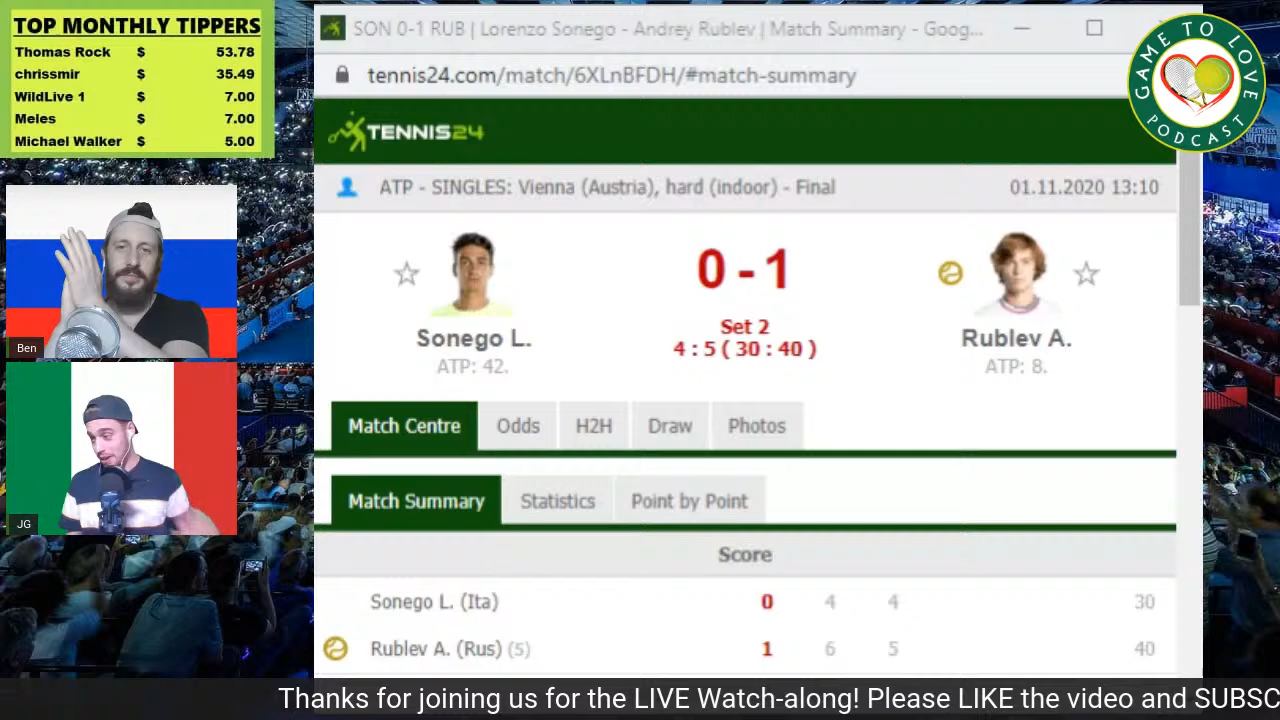 TOP MONTHLY TIPPERS
Thomas Rock $ 53.78
chrissmir $ 35.49
WildLive 1 $ 7.00
Meles $ 7.00
Michael Walker $ 5.00
Ben
JG
SON 0-1 RUB | Lorenzo Sonego - Andrey Rublev | Match Summary - Goog...
tennis24.com/match/6XLnBFDH/#match-summary
GAME TO LOVE
PODCAST
TENNIS24
ATP - SINGLES: Vienna (Austria), hard (indoor) - Final 01.11.2020 13:10
0 - 1
Set 2
4 : 5 ( 30 : 40 )
Sonego L.
ATP: 42.
Rublev A.
ATP: 8.
Match Centre Odds H2H Draw Photos
Match Summary Statistics Point by Point
Score
Sonego L. (Ita) 0 4 4 30
Rublev A. (Rus) (5) 1 6 5 40
Thanks for joining us for the LIVE Watch-along! Please LIKE the video and SUBSC